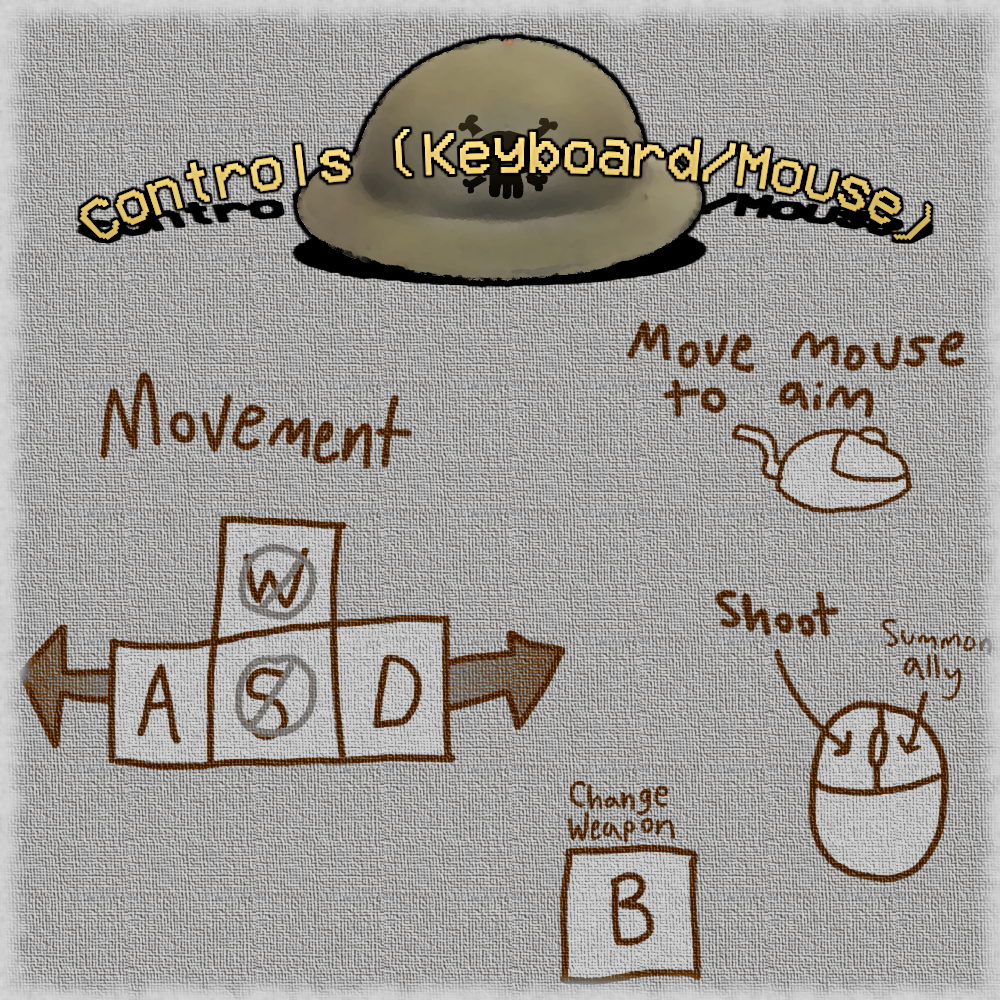 Controls (Keyboard/Mouse)
Move mouse
to aim
Movement
W
A S D
Shoot
Summon
ally
Change
Weapon
B